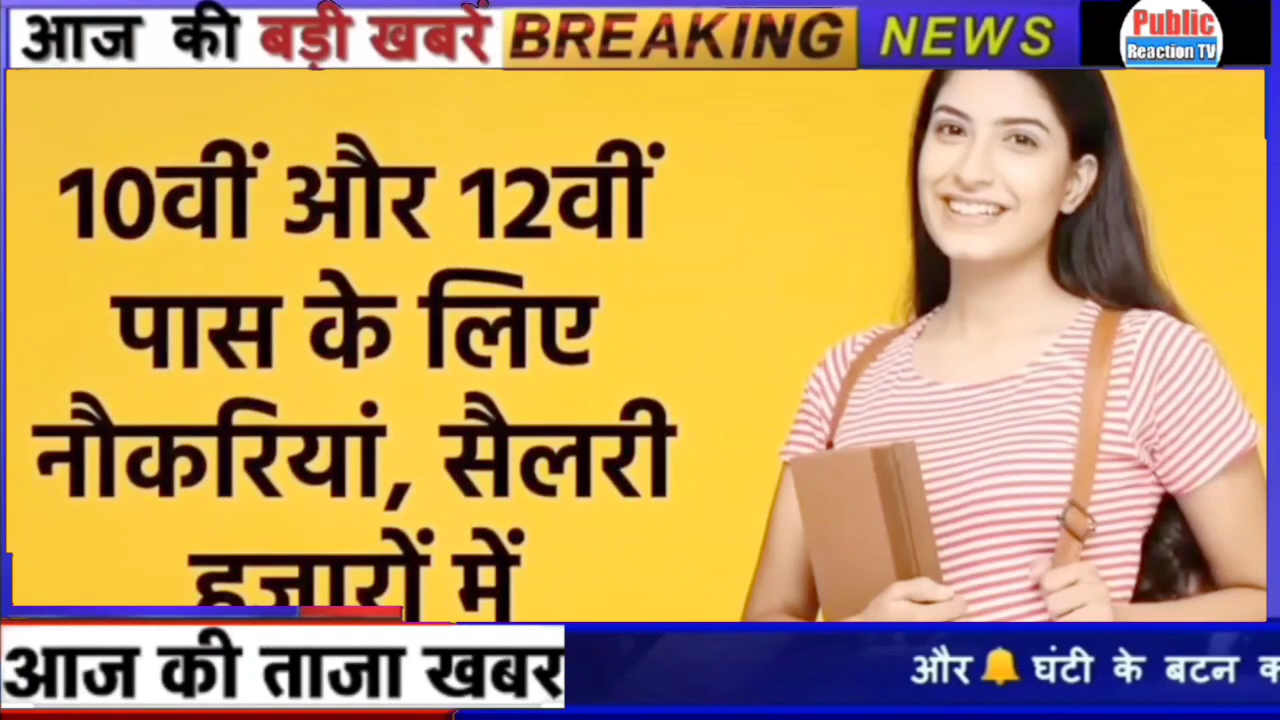 आज की बड़ी खबरें BREAKING NEWS
Public
Reaction TV
10वीं और 12वीं
पास के लिए
नौकरियां, सैलरी
हजारों में
आज की ताजा खबर
और🔔घंटी के बटन